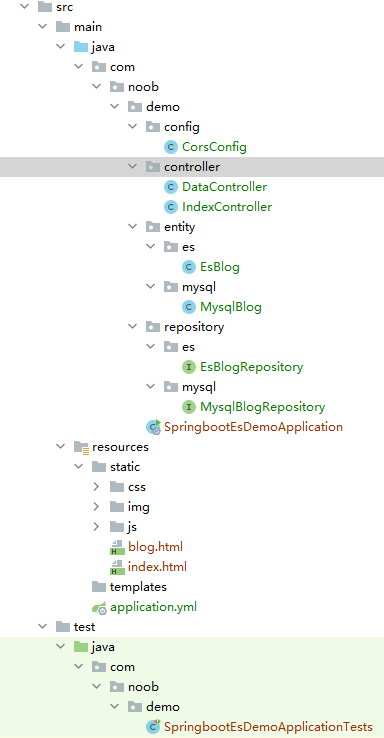 src
main
java
com
noob
demo
config
CorsConfig
controller
DataController
IndexController
entity
es
EsBlog
mysql
MysqlBlog
repository
es
EsBlogRepository
mysql
MysqlBlogRepository
SpringbootEsDemoApplication
resources
static
css
img
js
blog.html
index.html
templates
application.yml
test
java
com
noob
demo
SpringbootEsDemoApplicationTests